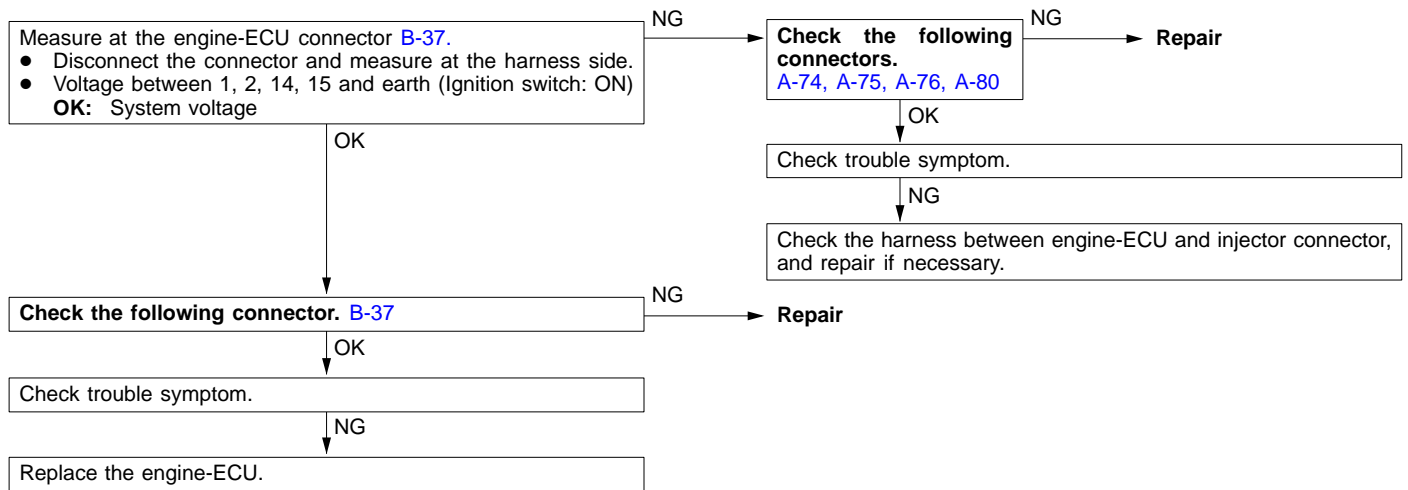 Measure at the engine-ECU connector B-37.
● Disconnect the connector and measure at the harness side.
● Voltage between 1, 2, 14, 15 and earth (Ignition switch: ON)
OK: System voltage
NG
Check the following
connectors.
A-74, A-75, A-76, A-80
NG
Repair
OK
Check trouble symptom.
NG
Check the harness between engine-ECU and injector connector,
and repair if necessary.
OK
Check the following connector. B-37
NG
Repair
OK
Check trouble symptom.
NG
Replace the engine-ECU.